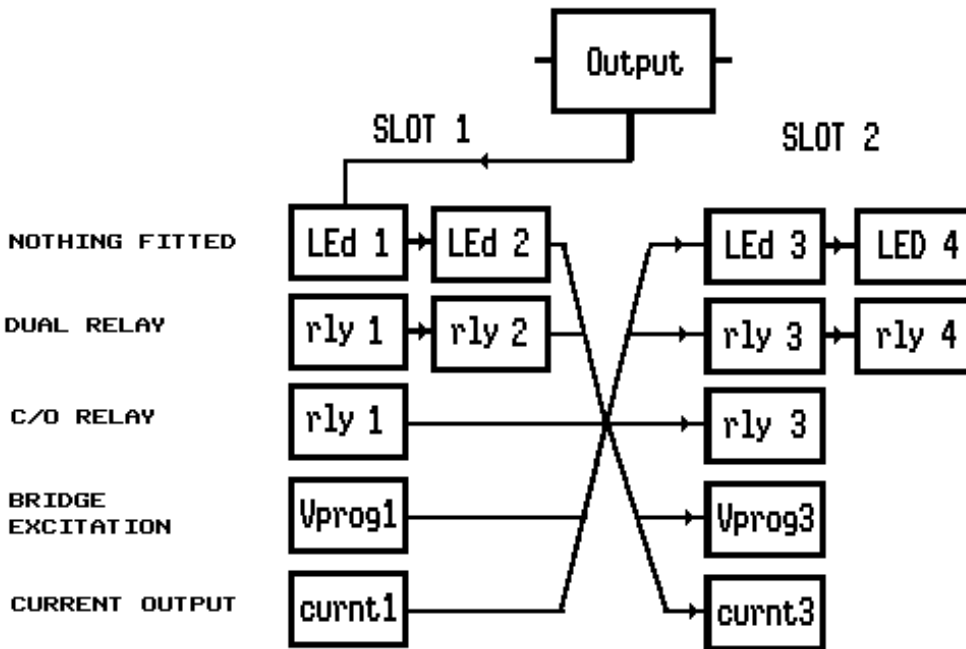 Output
SLOT 1
SLOT 2
NOTHING FITTED
LEd 1
LEd 2
LEd 3
LED 4
DUAL RELAY
rly 1
rly 2
rly 3
rly 4
C/O RELAY
rly 1
rly 3
BRIDGE
EXCITATION
Vprog1
Vprog3
CURRENT OUTPUT
curnt1
curnt3